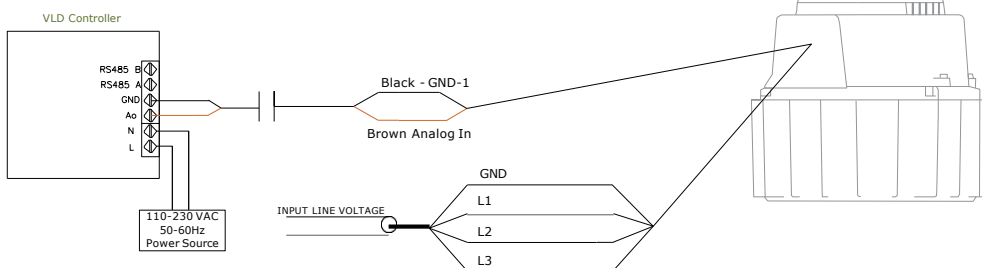 VLD Controller
RS485 B
RS485 A
GND
Ao
N
L
Black - GND-1
Brown Analog In
110-230 VAC
50-60Hz
Power Source
INPUT LINE VOLTAGE
GND
L1
L2
L3